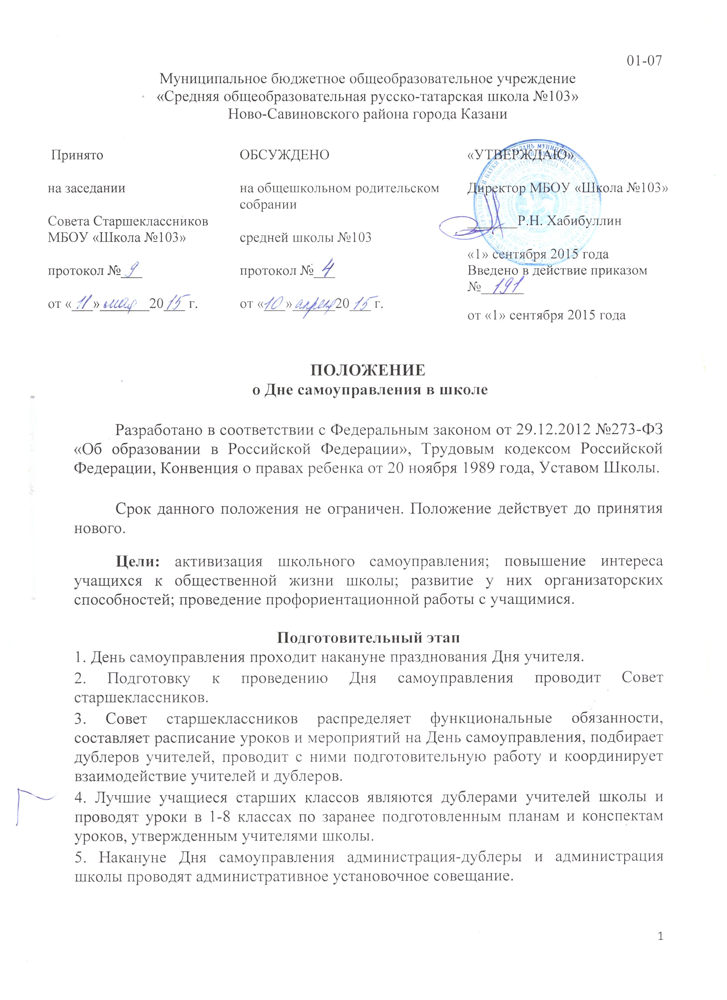 01-07
Муниципальное бюджетное общеобразовательное учреждение
«Средняя общеобразовательная русско-татарская школа №103»
Ново-Савиновского района города Казани
Принято
на заседании
Совета Старшеклассников
МБОУ «Школа №103»
протокол №9
от «11» мая 2015 г.
ОБСУЖДЕНО
на общешкольном родительском
собрании
средней школы №103
протокол №4
от «10» апреля 2015 г.
«УТВЕРЖДАЮ»
Директор МБОУ «Школа №103»
_______Р.Н. Хабибуллин
«1» сентября 2015 года
Введено в действие приказом
№ 191
от «1» сентября 2015 года
ПОЛОЖЕНИЕ
о Дне самоуправления в школе
Разработано в соответствии с Федеральным законом от 29.12.2012 №273-ФЗ
«Об образовании в Российской Федерации», Трудовым кодексом Российской
Федерации, Конвенция о правах ребенка от 20 ноября 1989 года, Уставом Школы.
Срок данного положения не ограничен. Положение действует до принятия
нового.
Цели: активизация школьного самоуправления; повышение интереса
учащихся к общественной жизни школы; развитие у них организаторских
способностей; проведение профориентационной работы с учащимися.
Подготовительный этап
1. День самоуправления проходит накануне празднования Дня учителя.
2. Подготовку к проведению Дня самоуправления проводит Совет
старшеклассников.
3. Совет старшеклассников распределяет функциональные обязанности,
составляет расписание уроков и мероприятий на День самоуправления, подбирает
дублеров учителей, проводит с ними подготовительную работу и координирует
взаимодействие учителей и дублеров.
4. Лучшие учащиеся старших классов являются дублерами учителей школы и
проводят уроки в 1-8 классах по заранее подготовленным планам и конспектам
уроков, утвержденным учителями школы.
5. Накануне Дня самоуправления администрация-дублеры и администрация
школы проводят административное установочное совещание.
1